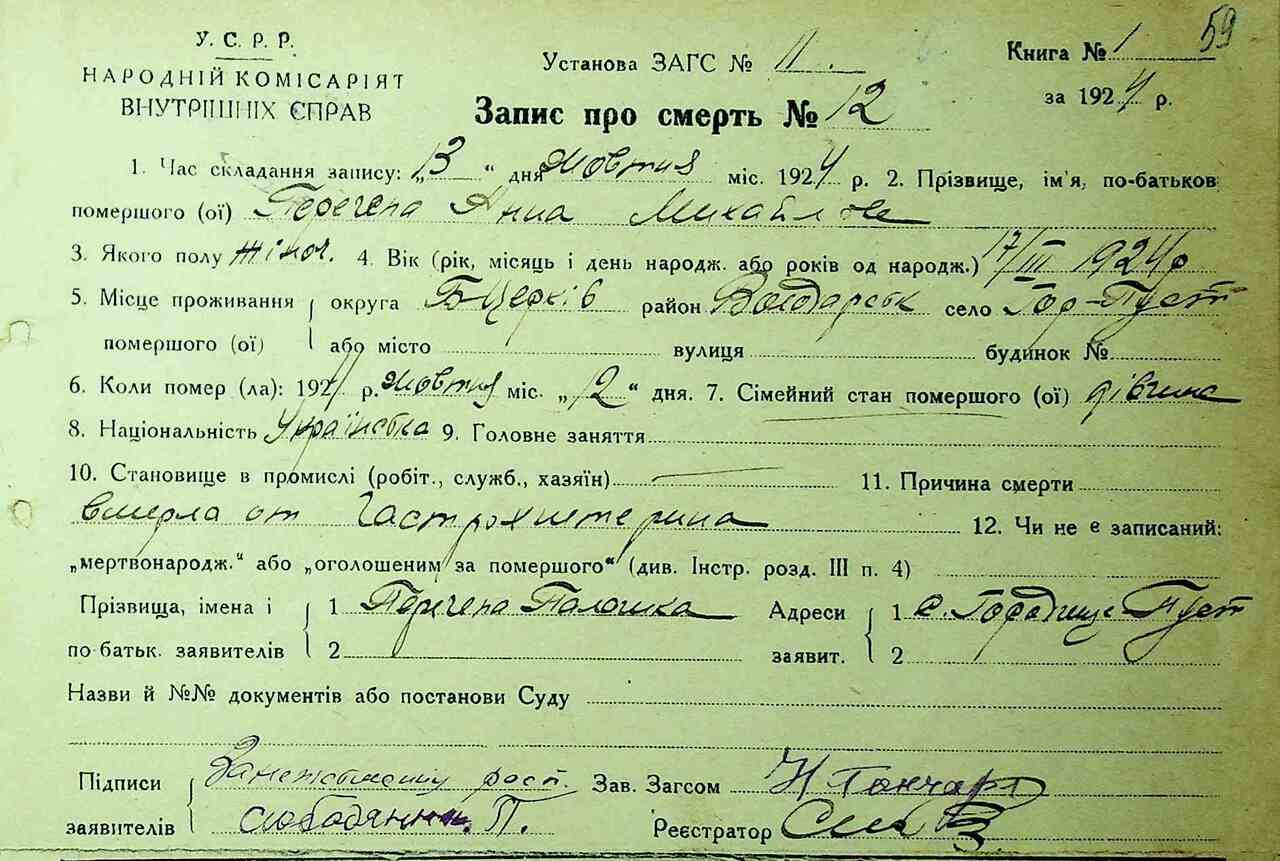 59
У. С. Р. Р.
НАРОДНІЙ КОМІСАРІЯТ
ВНУТРІШНІХ СПРАВ
Установа ЗАГС № 11.
Книга № 1
за 1924 р.
Запис про смерть № 12
1. Час складання запису: „13“ дня Жовтня міс. 1924 р. 2. Прізвище, ім'я, по-батьков
помершого (ої) Анна Михайлов
3. Якого полу жіноч. 4. Вік (рік, місяць і день народж. або років од народж.) 17/III 1924 р
5. Місце проживання округа Б Церків район Володарськ село Гор-Пуст
помершого (ої) або місто вулиця будинок №
6. Коли помер (ла): 1924 р. Жовтня міс. „12“ дня. 7. Сімейний стан помершого (ої) дівчина
8. Національність Українська 9. Головне заняття
10. Становище в промислі (робіт., служб., хазяїн) 11. Причина смерти
вмерла от 12. Чи не є записаний:
„мертвонародж.“ або „оголошеним за помершого“ (див. Інстр. розд. III п. 4)
Прізвища, імена і 1 Палашка Адреси 1 с. Городище Пуст
по-батьк. заявителів 2 заявит. 2
Назви й №№ документів або постанови Суду
Підписи рост. Зав. Загсом Н Гончар
заявителів П. Реєстратор